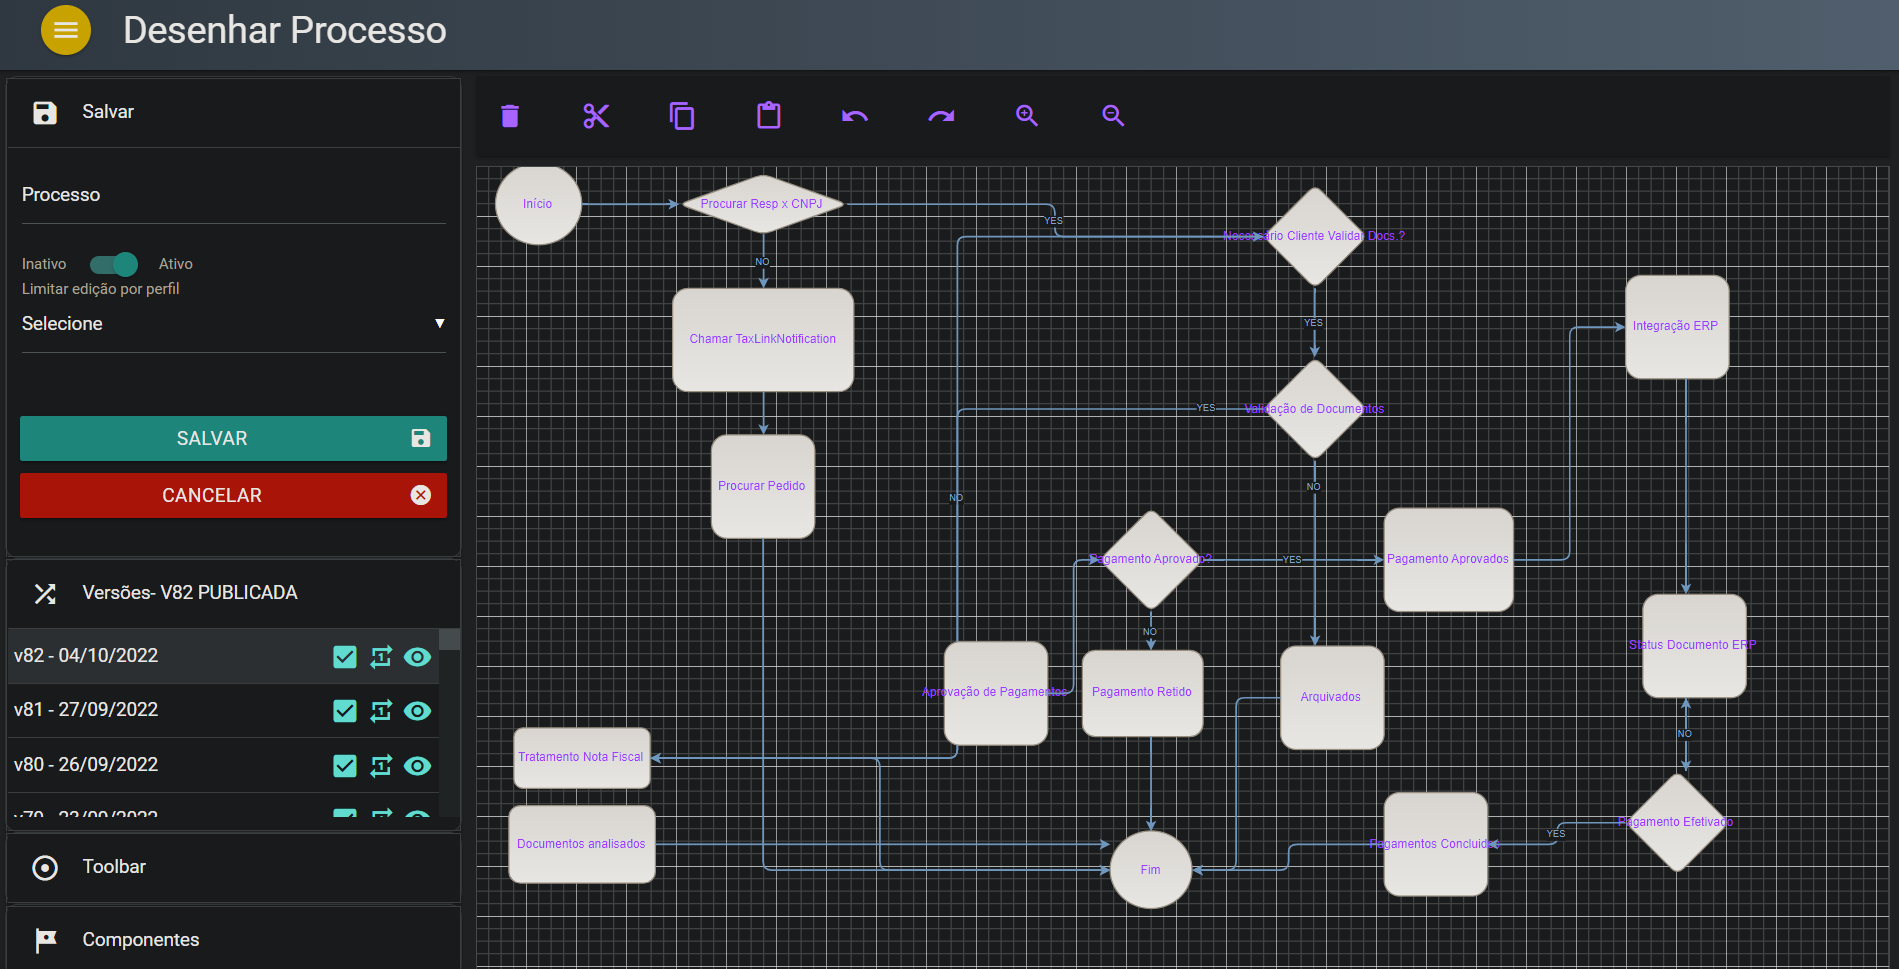 Desenhar Processo
Salvar
Processo
Inativo
Ativo
Limitar edição por perfil
Selecione
▼
SALVAR
CANCELAR
Versões- V82 PUBLICADA
v82 - 04/10/2022
v81 - 27/09/2022
v80 - 26/09/2022
v79 - 23/09/2022
Toolbar
Componentes
Início
Procurar Resp x CNPJ
YES
NO
Necessário Cliente Validar Docs.?
Chamar TaxLinkNotification
YES
Integração ERP
Validação de Documentos
YES
Procurar Pedido
NO
NO
Pagamento Aprovado?
YES
Pagamento Aprovados
NO
Status Documento ERP
Aprovação de Pagamentos
Pagamento Retido
Arquivados
NO
Tratamento Nota Fiscal
Documentos analisados
Pagamentos Concluidos
YES
Pagamento Efetivado
Fim